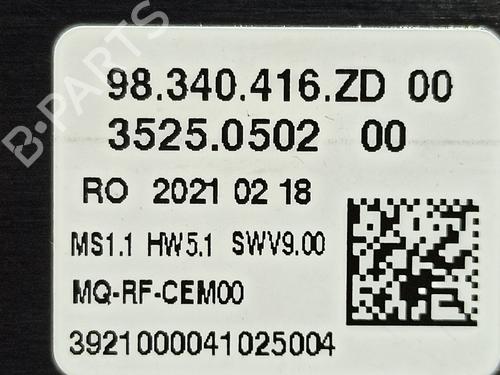 98.340.416.ZD 00
3525.0502 00
RO 2021 02 18
MS1.1 HW5.1 SWV9.00
MQ-RF-CEM00
3921000041025004
B-PARTS